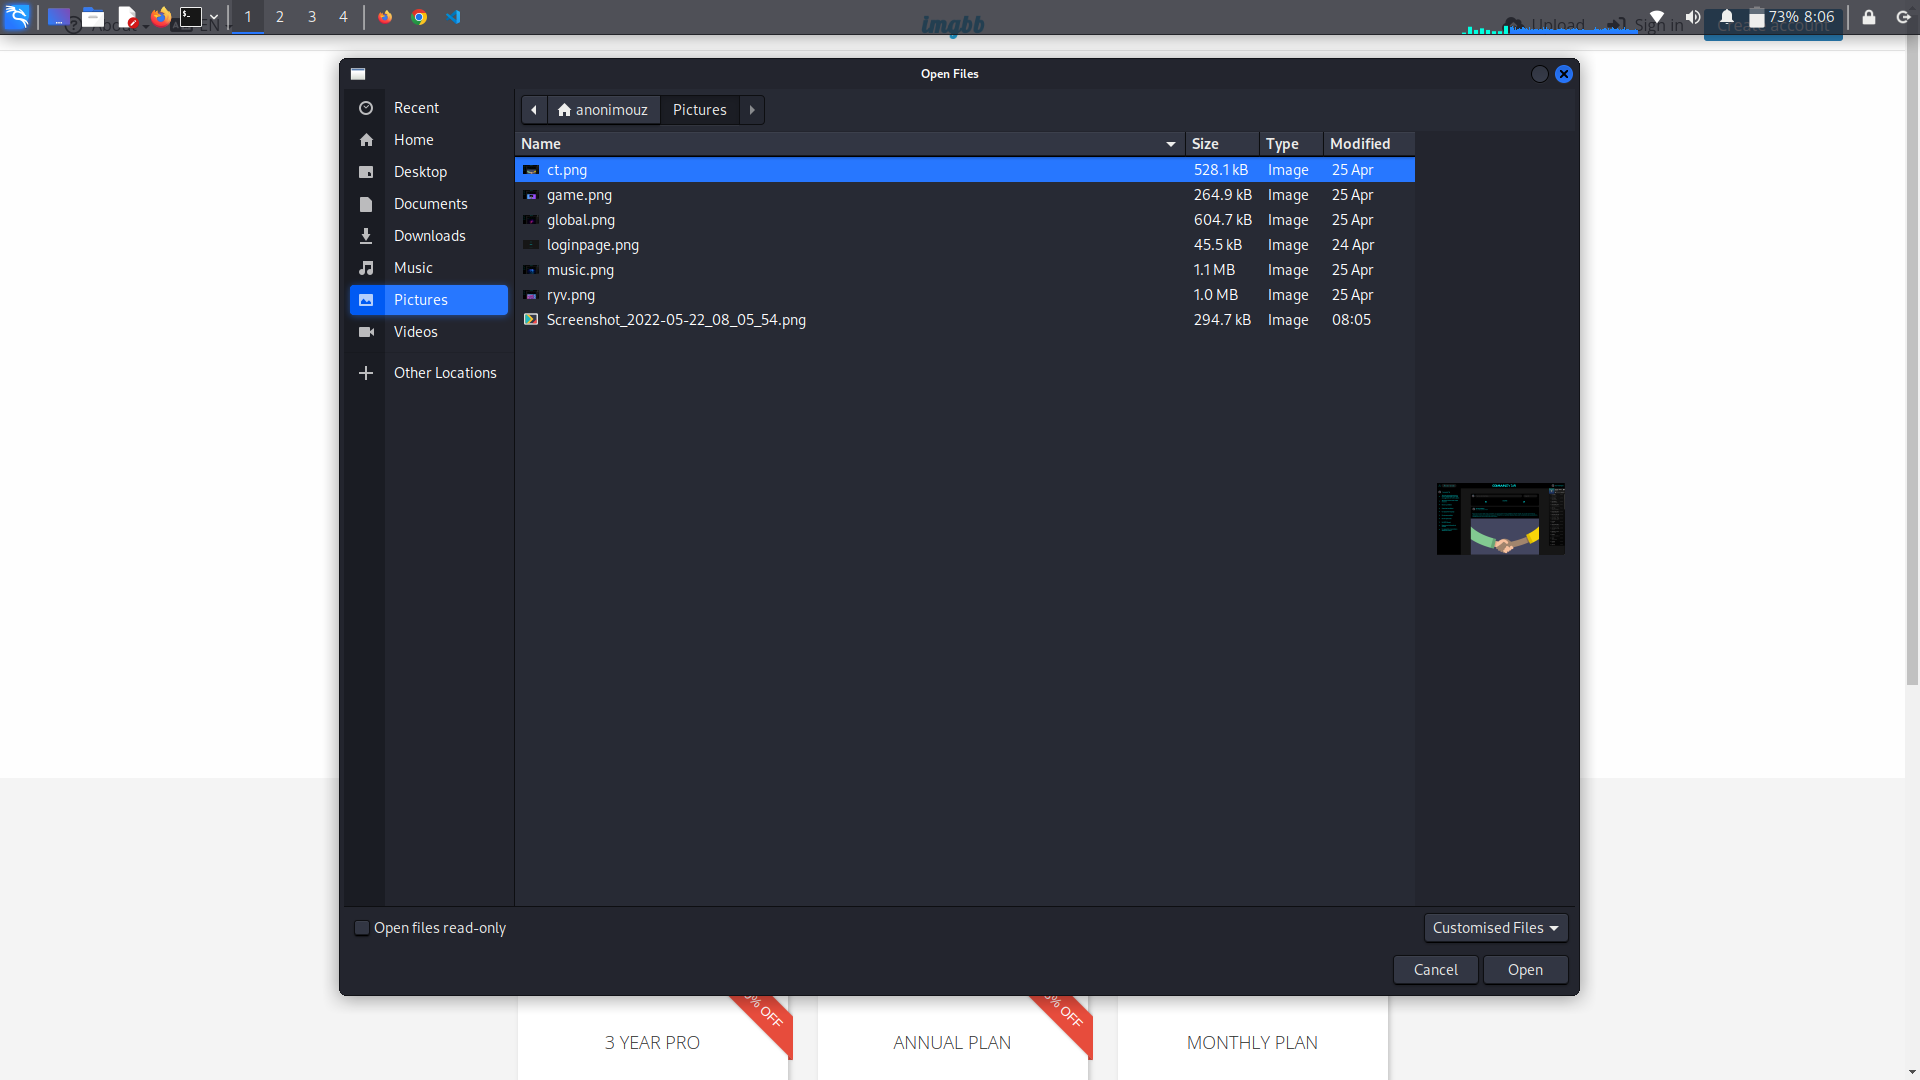 1 2 3 4 73% 8:06
About EN imgbb Upload Sign in Create account
Open Files
Recent
Home
Desktop
Documents
Downloads
Music
Pictures
Videos
Other Locations
anonimouz Pictures
Name Size Type Modified
ct.png 528.1 kB Image 25 Apr
game.png 264.9 kB Image 25 Apr
global.png 604.7 kB Image 25 Apr
loginpage.png 45.5 kB Image 24 Apr
music.png 1.1 MB Image 25 Apr
ryv.png 1.0 MB Image 25 Apr
Screenshot_2022-05-22_08_05_54.png 294.7 kB Image 08:05
Open files read-only Customised Files
Cancel Open
% OFF % OFF
3 YEAR PRO ANNUAL PLAN MONTHLY PLAN